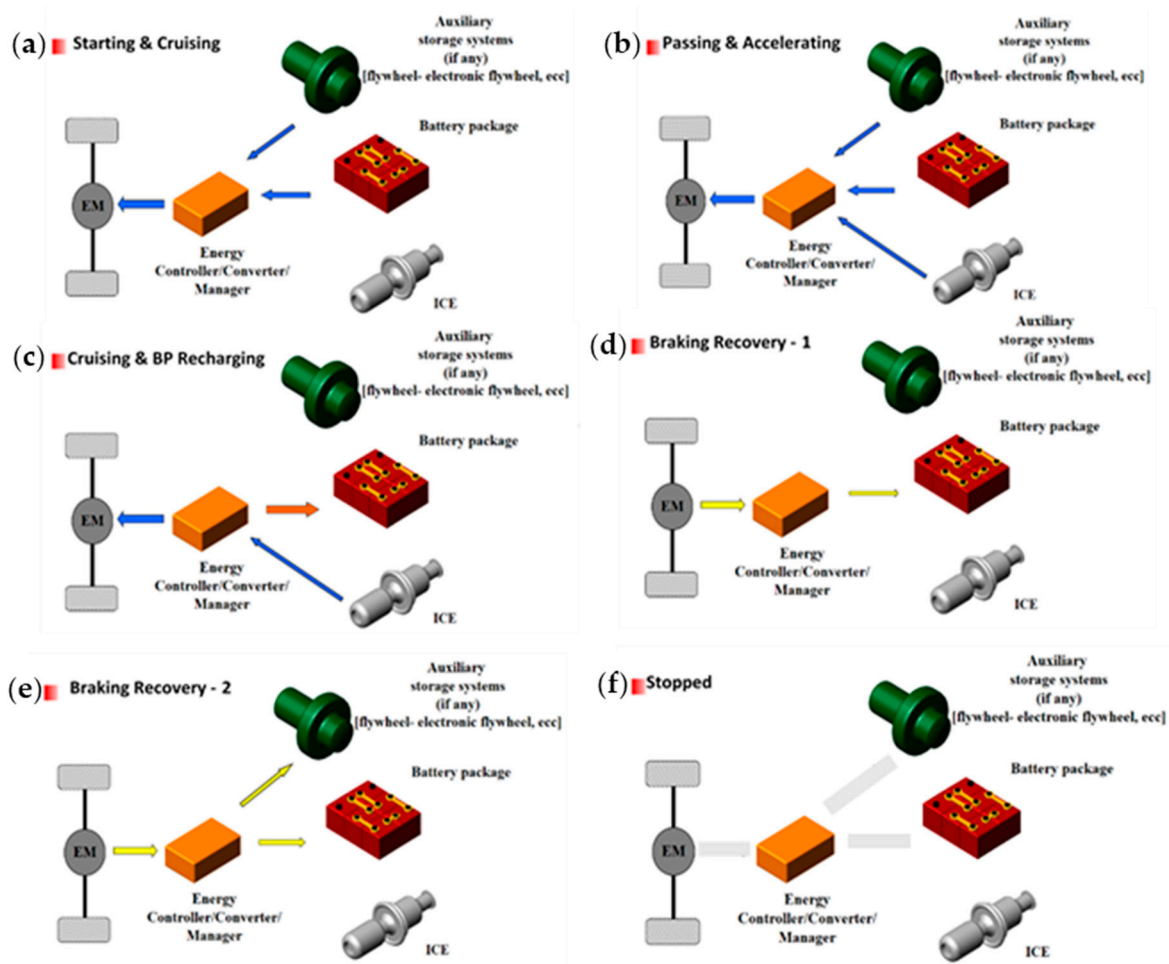 (a) Starting & Cruising
Auxiliary
storage systems
(if any)
[flywheel- electronic flywheel, ecc]
Battery package
EM
Energy
Controller/Converter/
Manager
ICE
(b) Passing & Accelerating
Auxiliary
storage systems
(if any)
[flywheel- electronic flywheel, ecc]
Battery package
EM
Energy
Controller/Converter/
Manager
ICE
(c) Cruising & BP Recharging
Auxiliary
storage systems
(if any)
[flywheel- electronic flywheel, ecc]
Battery package
EM
Energy
Controller/Converter/
Manager
ICE
(d) Braking Recovery - 1
Auxiliary
storage systems
(if any)
[flywheel- electronic flywheel, ecc]
Battery package
EM
Energy
Controller/Converter/
Manager
ICE
(e) Braking Recovery - 2
Auxiliary
storage systems
(if any)
[flywheel- electronic flywheel, ecc]
Battery package
EM
Energy
Controller/Converter/
Manager
ICE
(f) Stopped
Auxiliary
storage systems
(if any)
[flywheel- electronic flywheel, ecc]
Battery package
EM
Energy
Controller/Converter/
Manager
ICE